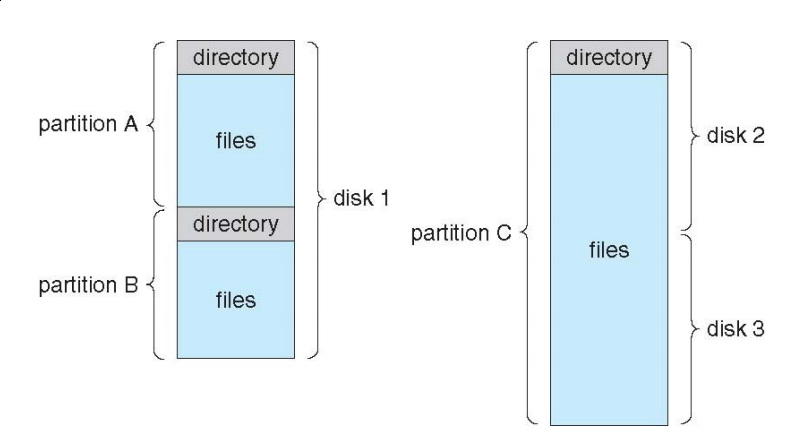 directory
partition A
files
disk 1
directory
partition B
files
directory
disk 2
partition C
files
disk 3